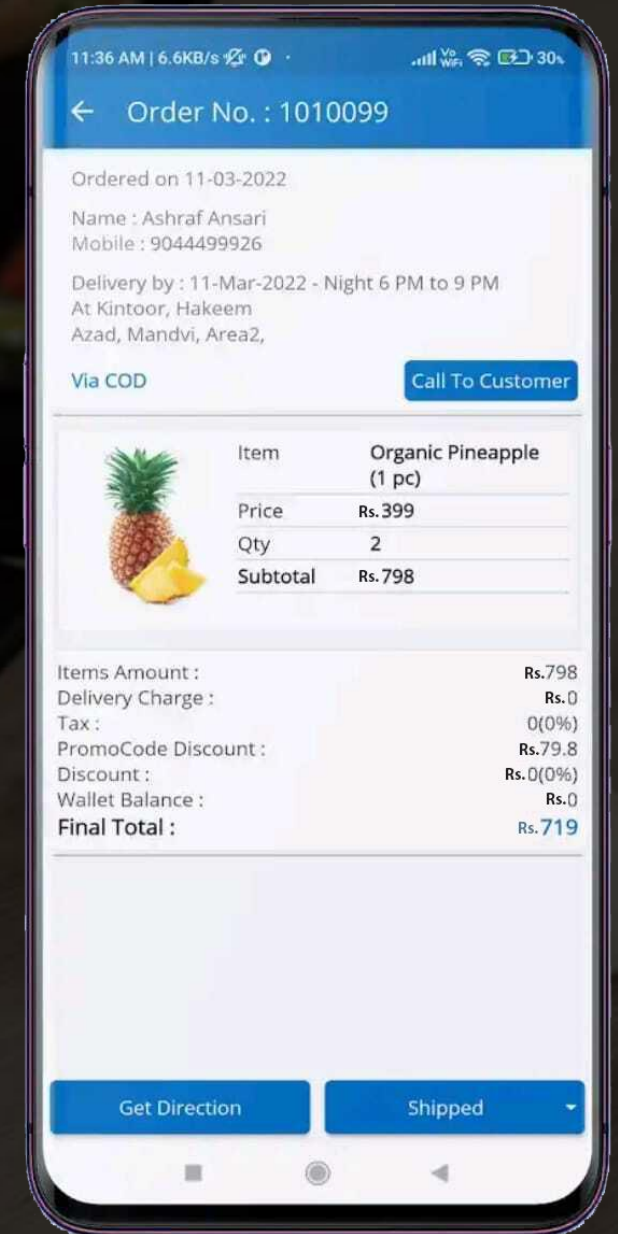 11:36 AM | 6.6KB/s
Vo WiFi 30%
Order No. : 1010099
Ordered on 11-03-2022
Name : Ashraf Ansari
Mobile : 9044499926
Delivery by : 11-Mar-2022 - Night 6 PM to 9 PM
At Kintoor, Hakeem
Azad, Mandvi, Area2,
Via COD
Call To Customer
Item Organic Pineapple
(1 pc)
Price Rs.399
Qty 2
Subtotal Rs.798
Items Amount : Rs.798
Delivery Charge : Rs.0
Tax : 0(0%)
PromoCode Discount : Rs.79.8
Discount : Rs.0(0%)
Wallet Balance : Rs.0
Final Total : Rs.719
Get Direction
Shipped